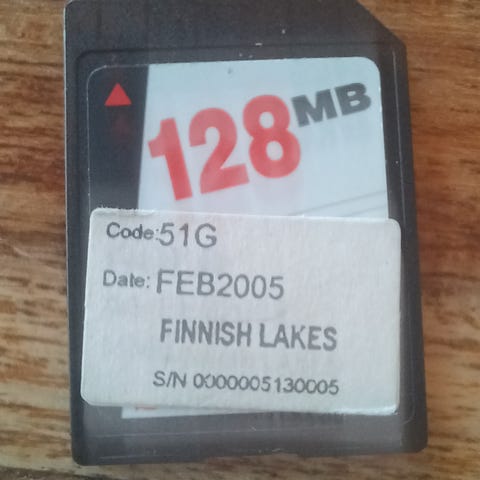 128MB
Code:51G
Date: FEB2005
FINNISH LAKES
S/N 0000005130005